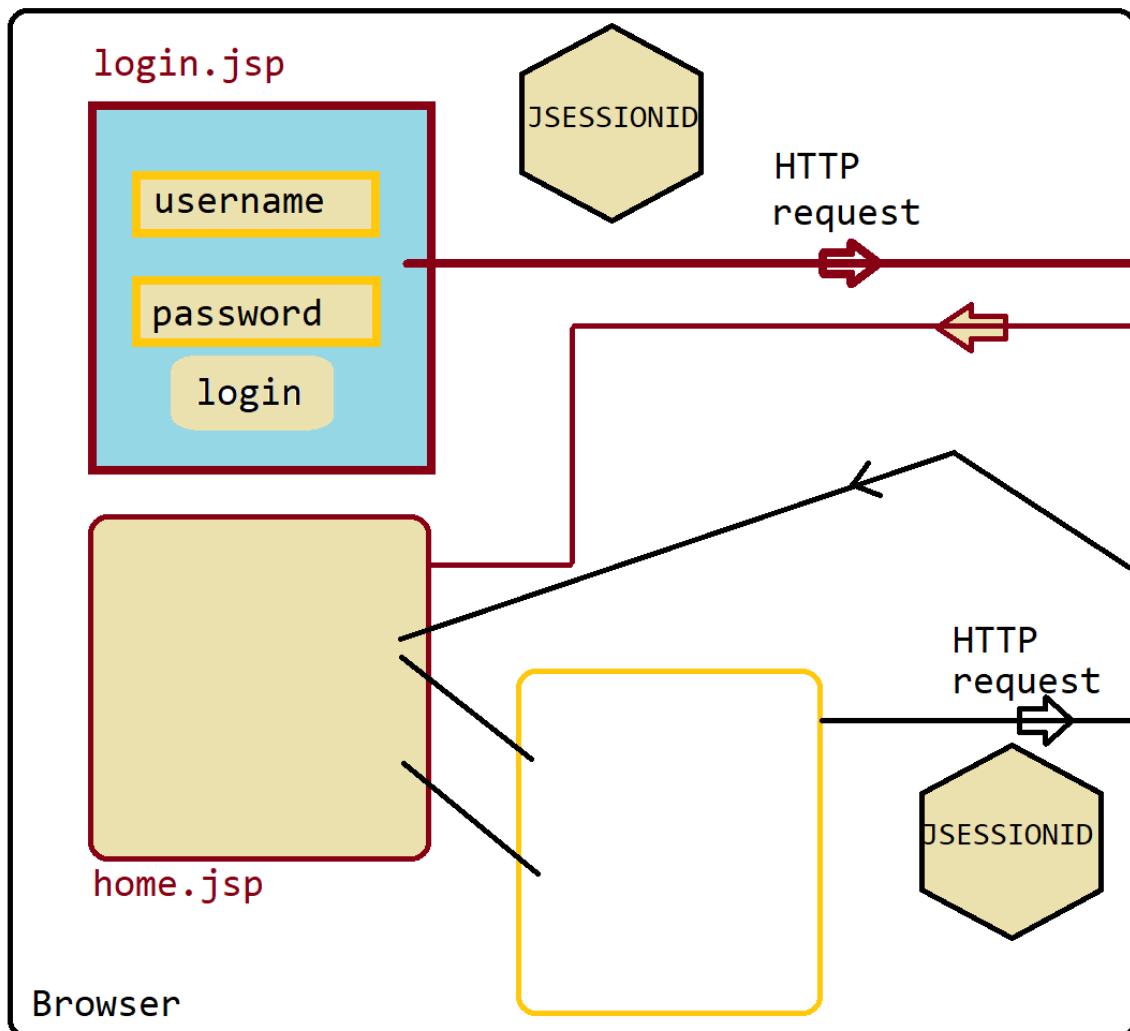 login.jsp
JSESSIONID
HTTP
request
username
password
login
HTTP
request
JSESSIONID
home.jsp
Browser